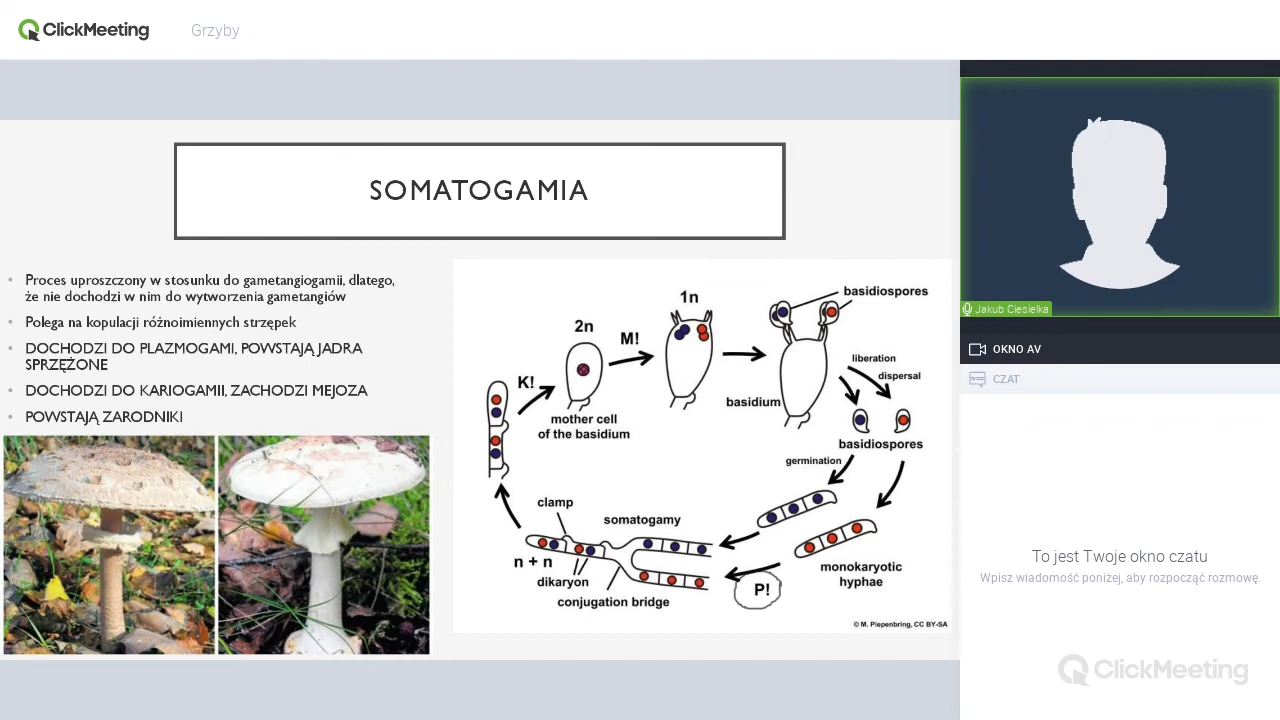 ClickMeeting
Grzyby
SOMATOGAMIA
• Proces uproszczony w stosunku do gametangiogamii, dlatego,
że nie dochodzi w nim do wytworzenia gametangiów
• Polega na kopulacji różnoimiennych strzępek
• DOCHODZI DO PLAZMOGAMI, POWSTAJĄ JADRA
SPRZĘŻONE
• DOCHODZI DO KARIOGAMII, ZACHODZI MEJOZA
• POWSTAJĄ ZARODNIKI
basidiospores
1n
2n
M!
K!
liberation
dispersal
basidium
mother cell
of the basidium
basidiospores
germination
clamp
somatogamy
n + n
dikaryon
conjugation bridge
monokaryotic
hyphae
P!
© M. Piepenbring, CC BY-SA
Jakub Ciesielka
OKNO AV
CZAT
To jest Twoje okno czatu
Wpisz wiadomość poniżej, aby rozpocząć rozmowę.
ClickMeeting